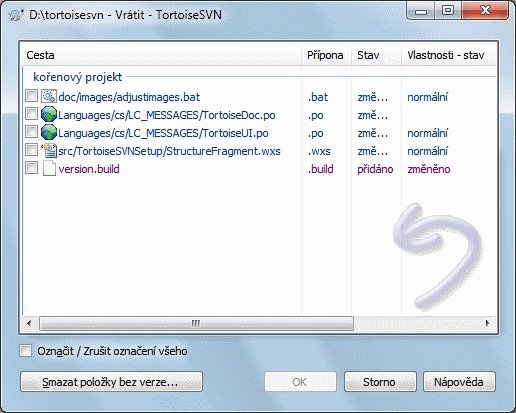 D:\tortoisesvn - Vrátit - TortoiseSVN
Cesta Přípona Stav Vlastnosti - stav
kořenový projekt
doc/images/adjustimages.bat .bat změ... normální
Languages/cs/LC_MESSAGES/TortoiseDoc.po .po změ...
Languages/cs/LC_MESSAGES/TortoiseUI.po .po změ... normální
src/TortoiseSVNSetup/StructureFragment.wxs .wxs změ... normální
version.build .build přidáno změněno
Označit / Zrušit označení všeho
Smazat položky bez verze... OK Storno Nápověda